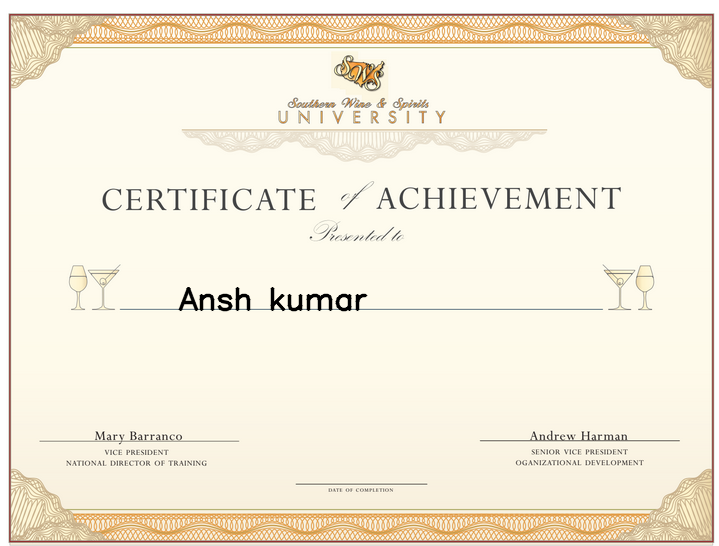 SWS
Southern Wine & Spirits
UNIVERSITY
CERTIFICATE of ACHIEVEMENT
Presented to
Ansh kumar
Mary Barranco
VICE PRESIDENT
NATIONAL DIRECTOR OF TRAINING
Andrew Harman
SENIOR VICE PRESIDENT
OGANIZATIONAL DEVELOPMENT
DATE OF COMPLETION